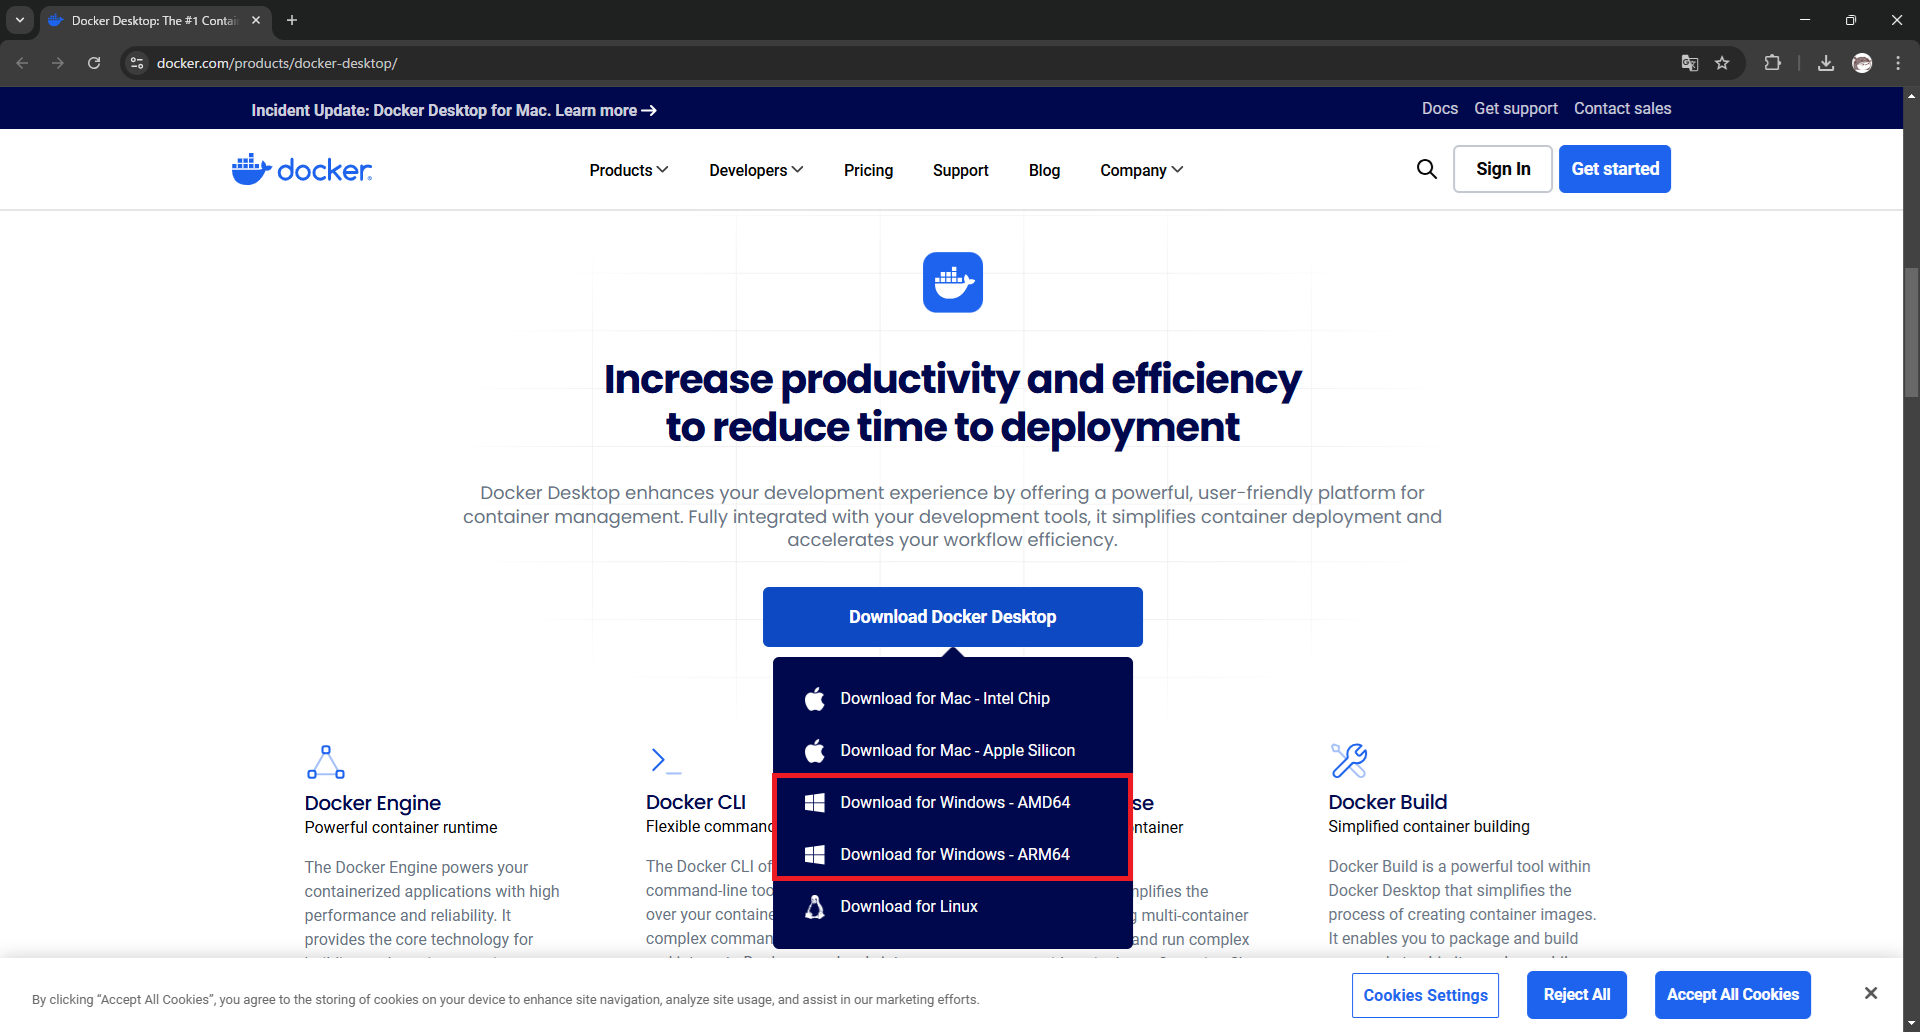 Docker Desktop: The #1 Contai
docker.com/products/docker-desktop/
Incident Update: Docker Desktop for Mac. Learn more →
Docs Get support Contact sales
docker
Products Developers Pricing Support Blog Company
Sign In Get started
Increase productivity and efficiency
to reduce time to deployment
Docker Desktop enhances your development experience by offering a powerful, user-friendly platform for
container management. Fully integrated with your development tools, it simplifies container deployment and
accelerates your workflow efficiency.
Download Docker Desktop
Download for Mac - Intel Chip
Download for Mac - Apple Silicon
Download for Windows - AMD64
Download for Windows - ARM64
Download for Linux
Docker Engine
Powerful container runtime
The Docker Engine powers your
containerized applications with high
performance and reliability. It
provides the core technology for
Docker CLI
Flexible comman
The Docker CLI of
command-line too
over your containe
complex comman
se
ntainer
nplifies the
g multi-container
and run complex
Docker Build
Simplified container building
Docker Build is a powerful tool within
Docker Desktop that simplifies the
process of creating container images.
It enables you to package and build
By clicking “Accept All Cookies”, you agree to the storing of cookies on your device to enhance site navigation, analyze site usage, and assist in our marketing efforts.
Cookies Settings
Reject All
Accept All Cookies